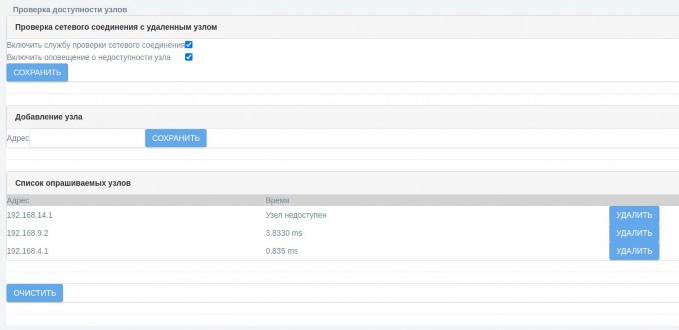 Проверка доступности узлов
Проверка сетевого соединения с удаленным узлом
Включить службу проверки сетевого соединения
Включить оповещение о недоступности узла
СОХРАНИТЬ
Добавление узла
Адрес СОХРАНИТЬ
Список опрашиваемых узлов
Адрес Время
192.168.14.1 Узел недоступен УДАЛИТЬ
192.168.9.2 3.8330 ms УДАЛИТЬ
192.168.4.1 0.835 ms УДАЛИТЬ
ОЧИСТИТЬ